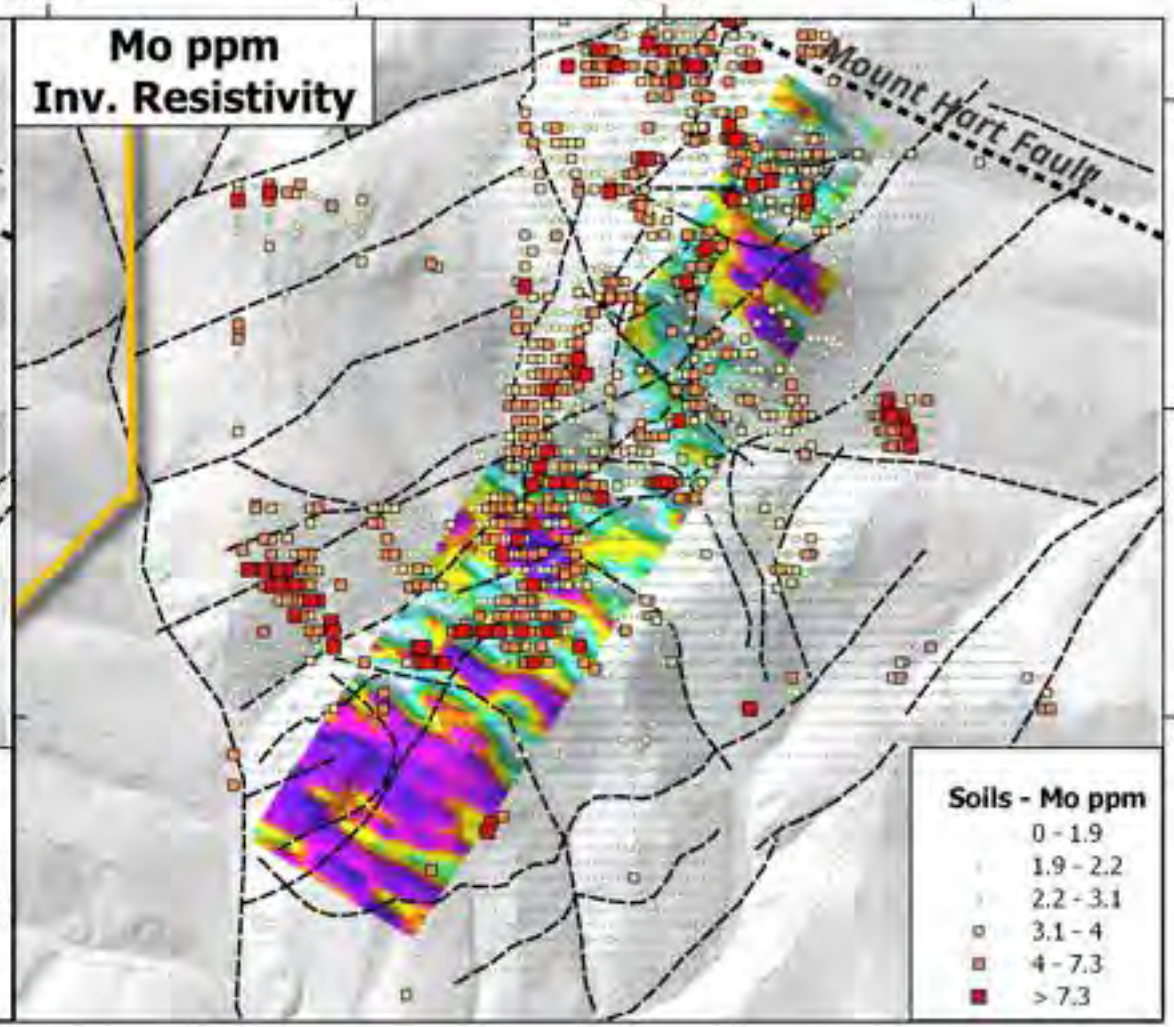 Mo ppm
Inv. Resistivity
Mount Hart Fault
Soils - Mo ppm
0 - 1.9
1.9 - 2.2
2.2 - 3.1
3.1 - 4
4 - 7.3
> 7.3